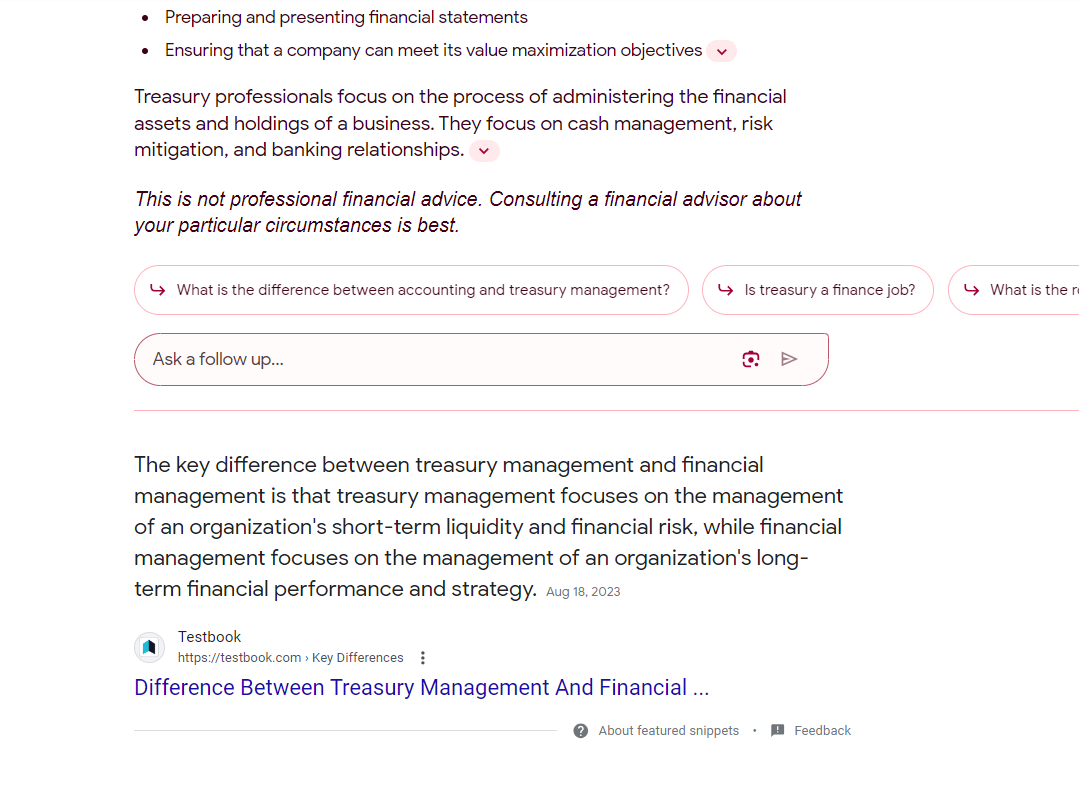 Preparing and presenting financial statements
Ensuring that a company can meet its value maximization objectives
Treasury professionals focus on the process of administering the financial
assets and holdings of a business. They focus on cash management, risk
mitigation, and banking relationships.
This is not professional financial advice. Consulting a financial advisor about
your particular circumstances is best.
What is the difference between accounting and treasury management?
Is treasury a finance job?
What is the
Ask a follow up...
The key difference between treasury management and financial
management is that treasury management focuses on the management
of an organization's short-term liquidity and financial risk, while financial
management focuses on the management of an organization's long-
term financial performance and strategy. Aug 18, 2023
Testbook
https://testbook.com › Key Differences
Difference Between Treasury Management And Financial ...
About featured snippets • Feedback